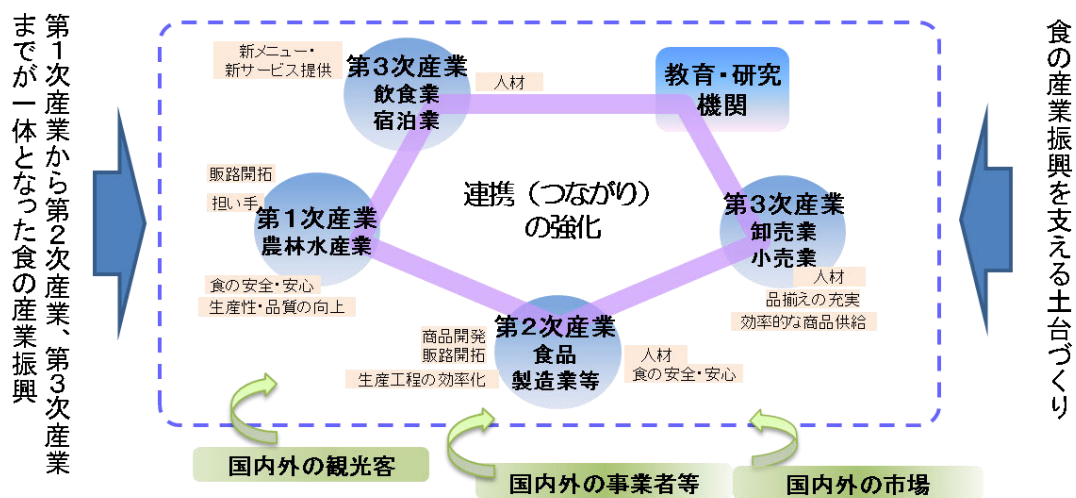 第1次産業から第2次産業、第3次産業
までが一体となった食の産業振興
新メニュー・
新サービス提供
第3次産業
飲食業
宿泊業
人材
教育・研究
機関
販路開拓
担い手
第1次産業
農林水産業
食の安全・安心
生産性・品質の向上
連携（つながり）
の強化
第3次産業
卸売業
小売業
人材
品揃えの充実
効率的な商品供給
商品開発
販路開拓
生産工程の効率化
第2次産業
食品
製造業等
人材
食の安全・安心
国内外の観光客
国内外の事業者等
国内外の市場
食の産業振興を支える土台づくり